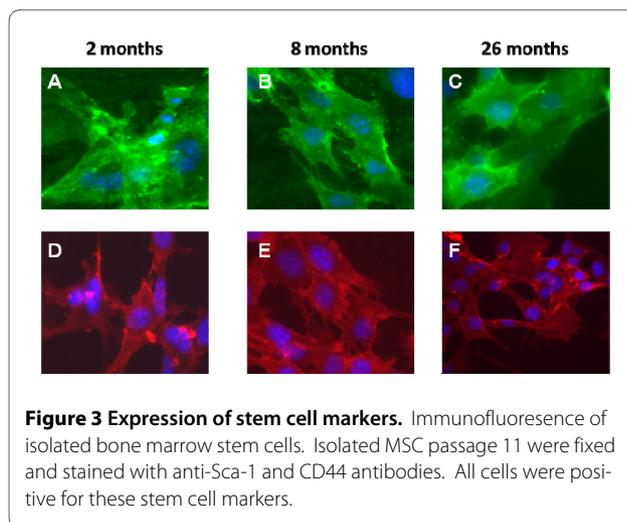 2 months 8 months 26 months
A B C
D E F
Figure 3 Expression of stem cell markers. Immunofluoresence of
isolated bone marrow stem cells. Isolated MSC passage 11 were fixed
and stained with anti-Sca-1 and CD44 antibodies. All cells were posi-
tive for these stem cell markers.